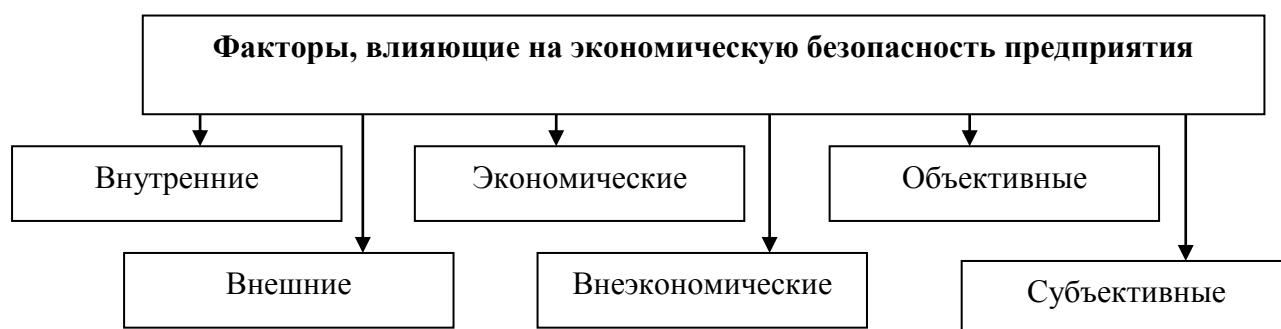 Факторы, влияющие на экономическую безопасность предприятия
Внутренние
Экономические
Объективные
Внешние
Внеэкономические
Субъективные